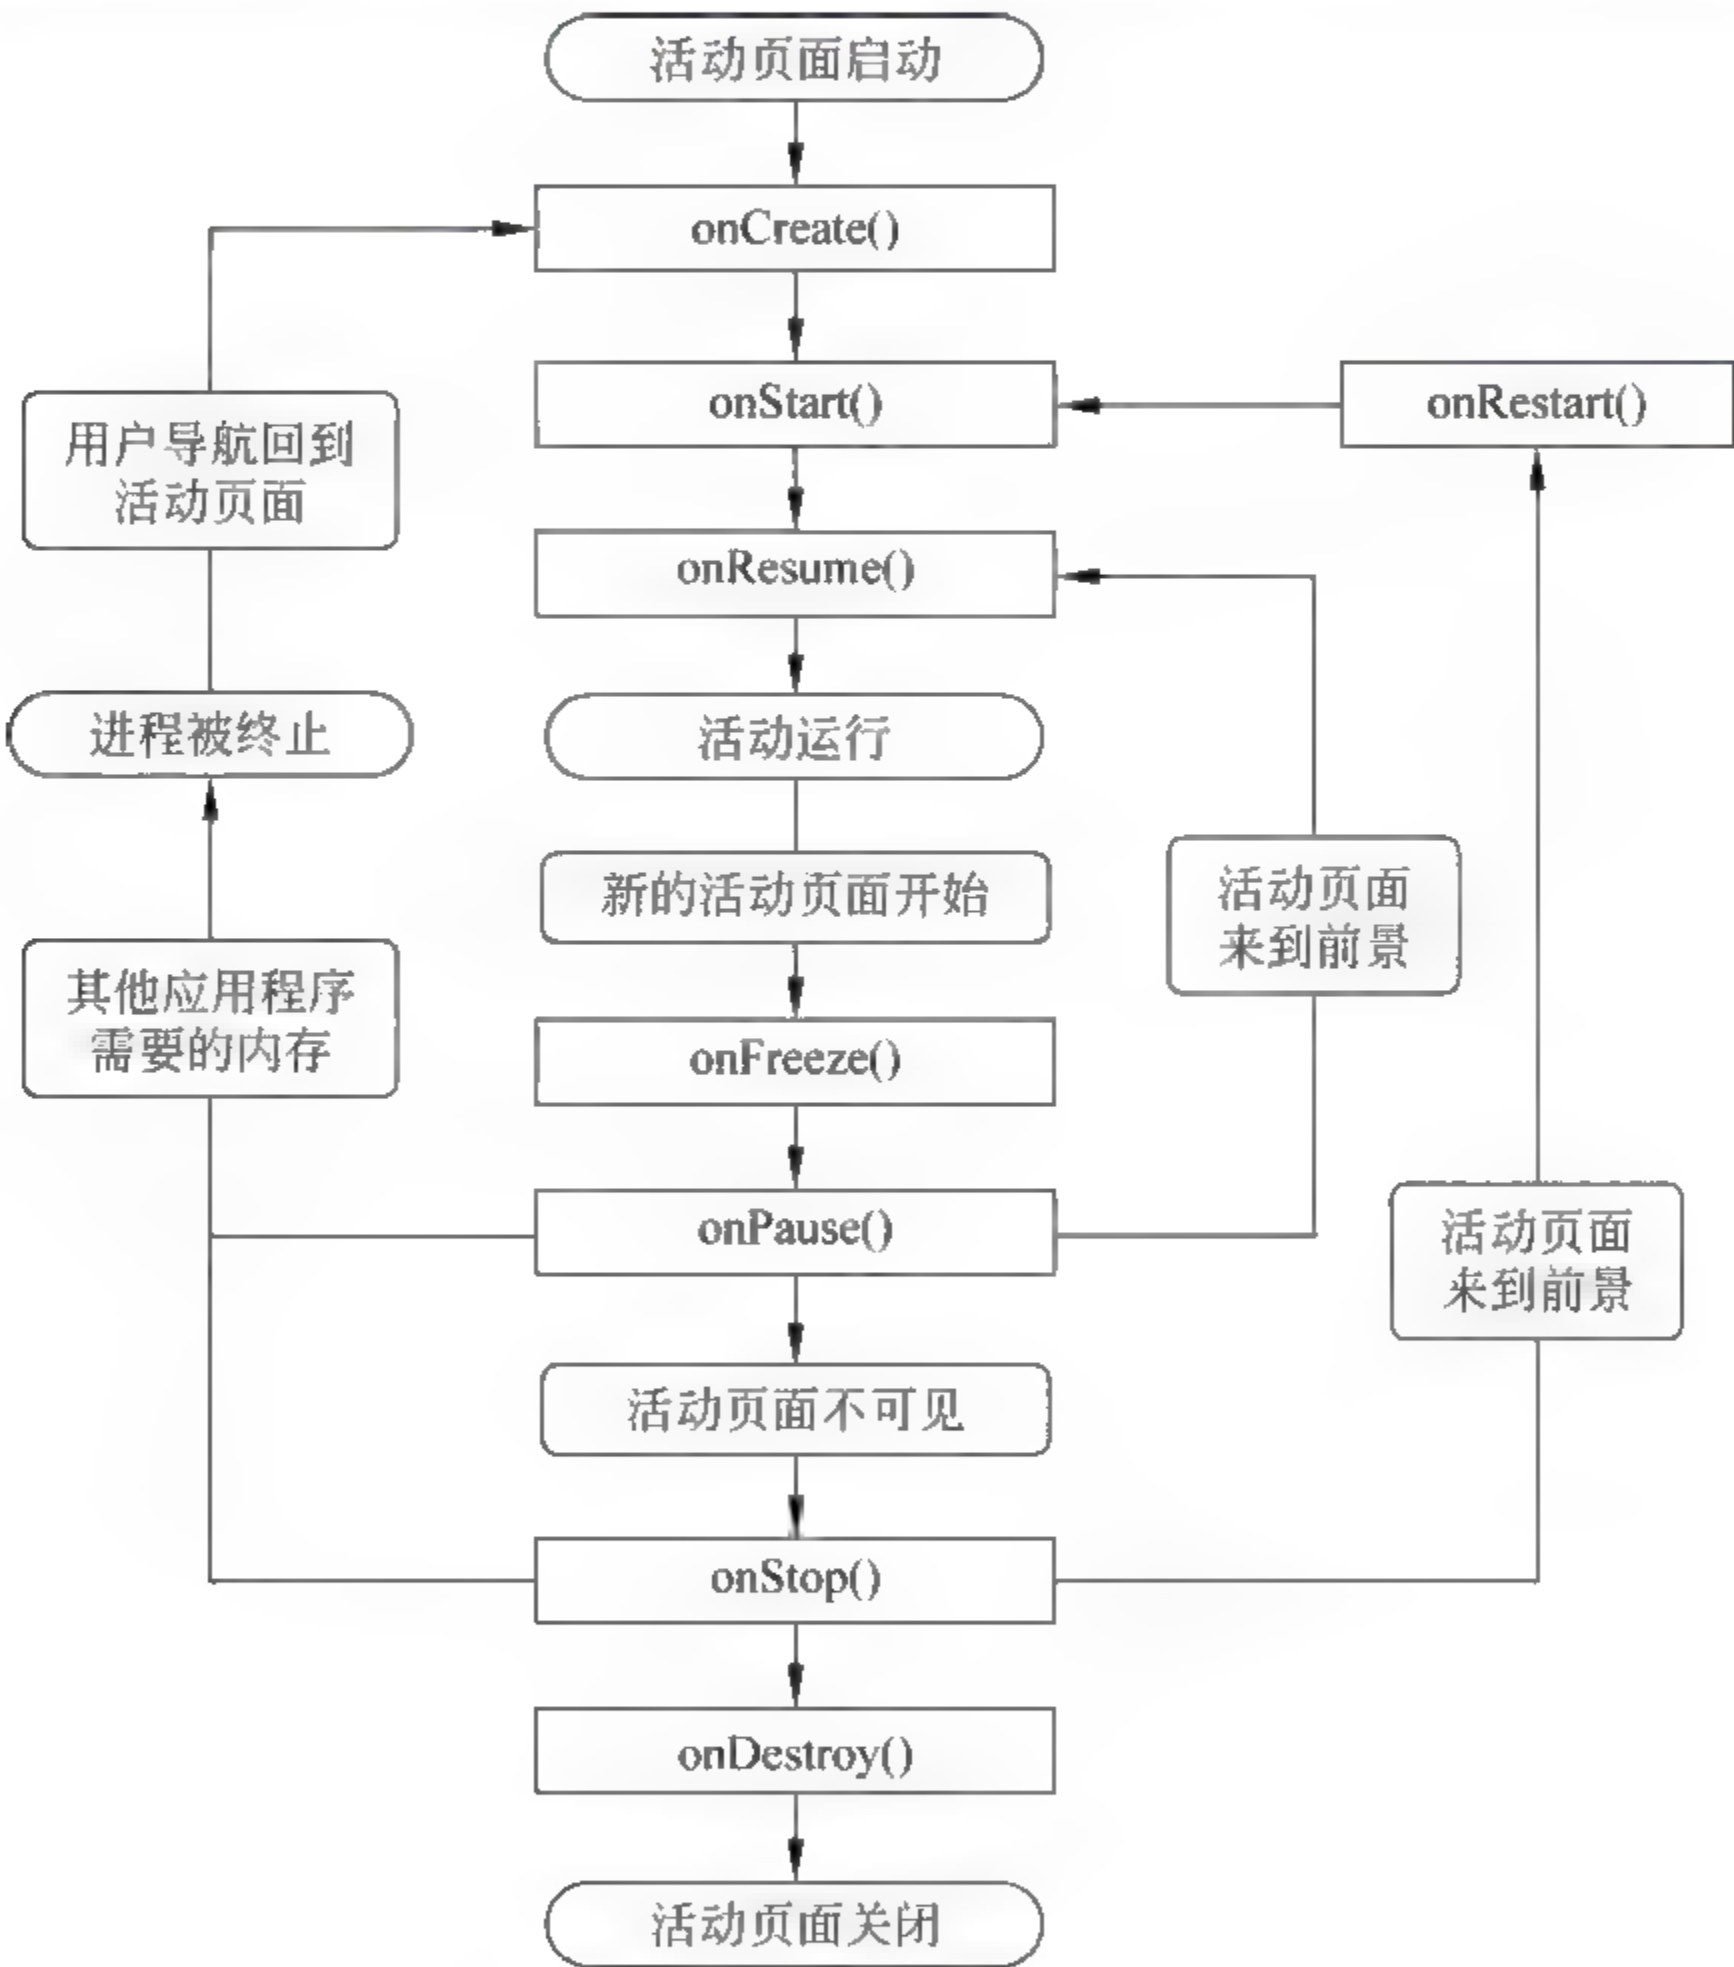 活动页面启动
onCreate()
onStart()
onRestart()
用户导航回到
活动页面
onResume()
进程被终止
活动运行
新的活动页面开始
活动页面
来到前景
其他应用程序
需要的内存
onFreeze()
onPause()
活动页面
来到前景
活动页面不可见
onStop()
onDestroy()
活动页面关闭